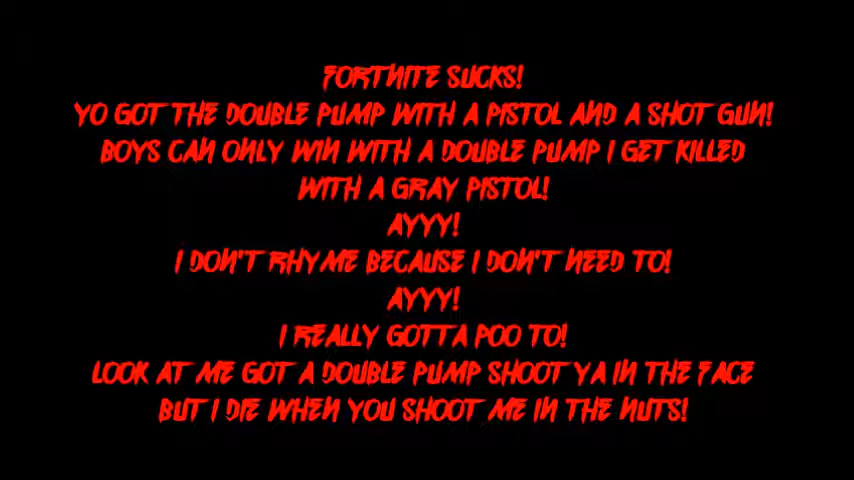 FORTNITE SUCKS!
YO GOT THE DOUBLE PUMP WITH A PISTOL AND A SHOT GUN!
BOYS CAN ONLY WIN WITH A DOUBLE PUMP I GET KILLED
WITH A GRAY PISTOL!
AYYY!
I DON'T RHYME BECAUSE I DON'T NEED TO!
AYYY!
I REALLY GOTTA POO TO!
LOOK AT ME GOT A DOUBLE PUMP SHOOT YA IN THE FACE
BUT I DIE WHEN YOU SHOOT ME IN THE NUTS!